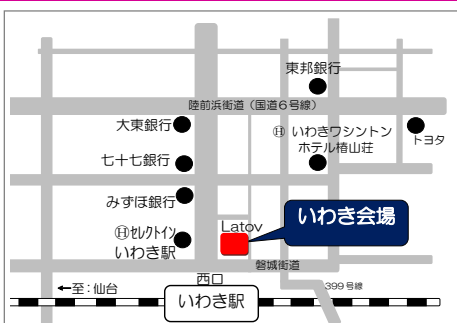 東邦銀行
陸前浜街道（国道６号線）
大東銀行
Ⓗ いわきワシントン
ホテル椿山荘
トヨタ
七十七銀行
みずほ銀行
いわき会場
Latov
Ⓗｾﾚｸﾄｲﾝ
いわき駅
磐城街道
西口
←至：仙台
399号線
いわき駅